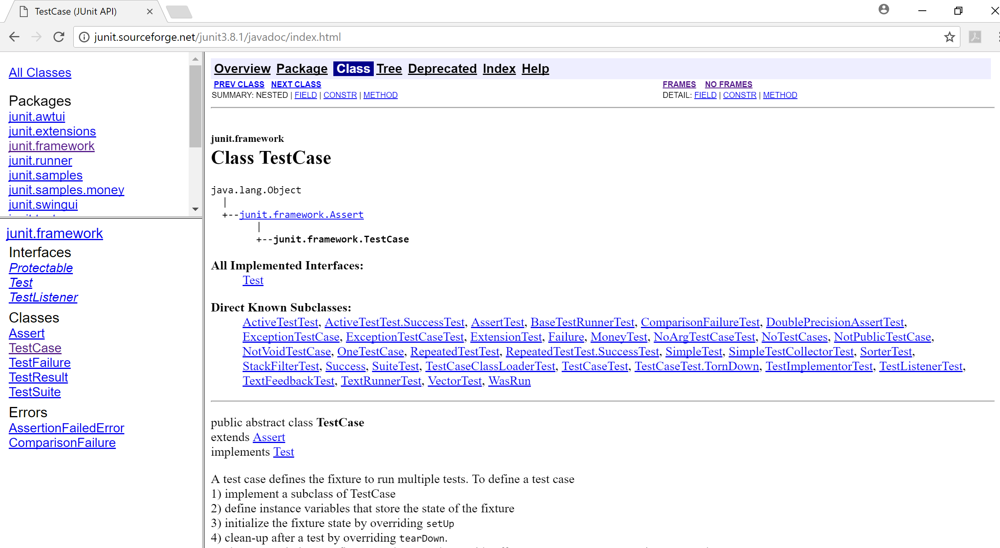 TestCase (JUnit API)
junit.sourceforge.net/junit3.8.1/javadoc/index.html
All Classes
Packages
junit.awtui
junit.extensions
junit.framework
junit.runner
junit.samples
junit.samples.money
junit.swingui
junit.framework
Interfaces
Protectable
Test
TestListener
Classes
Assert
TestCase
TestFailure
TestResult
TestSuite
Errors
AssertionFailedError
ComparisonFailure
Overview Package Class Tree Deprecated Index Help
PREV CLASS NEXT CLASS FRAMES NO FRAMES
SUMMARY: NESTED | FIELD | CONSTR | METHOD DETAIL: FIELD | CONSTR | METHOD
junit.framework
Class TestCase
java.lang.Object
|
+--junit.framework.Assert
|
+--junit.framework.TestCase
All Implemented Interfaces:
Test
Direct Known Subclasses:
ActiveTestTest, ActiveTestTest.SuccessTest, AssertTest, BaseTestRunnerTest, ComparisonFailureTest, DoublePrecisionAssertTest,
ExceptionTestCase, ExceptionTestCaseTest, ExtensionTest, Failure, MoneyTest, NoArgTestCaseTest, NoTestCases, NotPublicTestCase,
NotVoidTestCase, OneTestCase, RepeatedTestTest, RepeatedTestTest.SuccessTest, SimpleTest, SimpleTestCollectorTest, SorterTest,
StackFilterTest, Success, SuiteTest, TestCaseClassLoaderTest, TestCaseTest, TestCaseTest.TornDown, TestImplementorTest, TestListenerTest,
TextFeedbackTest, TextRunnerTest, VectorTest, WasRun
public abstract class TestCase
extends Assert
implements Test
A test case defines the fixture to run multiple tests. To define a test case
1) implement a subclass of TestCase
2) define instance variables that store the state of the fixture
3) initialize the fixture state by overriding setUp
4) clean-up after a test by overriding tearDown.